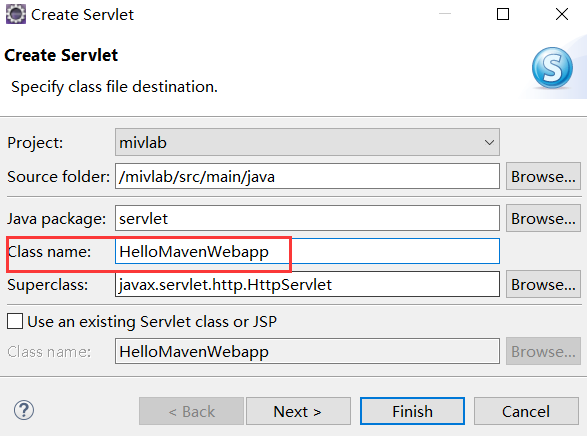 Create Servlet
Create Servlet
Specify class file destination.
S
Project: mivlab
Source folder: /mivlab/src/main/java Browse...
Java package: servlet Browse...
Class name: HelloMavenWebapp
Superclass: javax.servlet.http.HttpServlet Browse...
Use an existing Servlet class or JSP
Class name: HelloMavenWebapp Browse...
? < Back Next > Finish Cancel